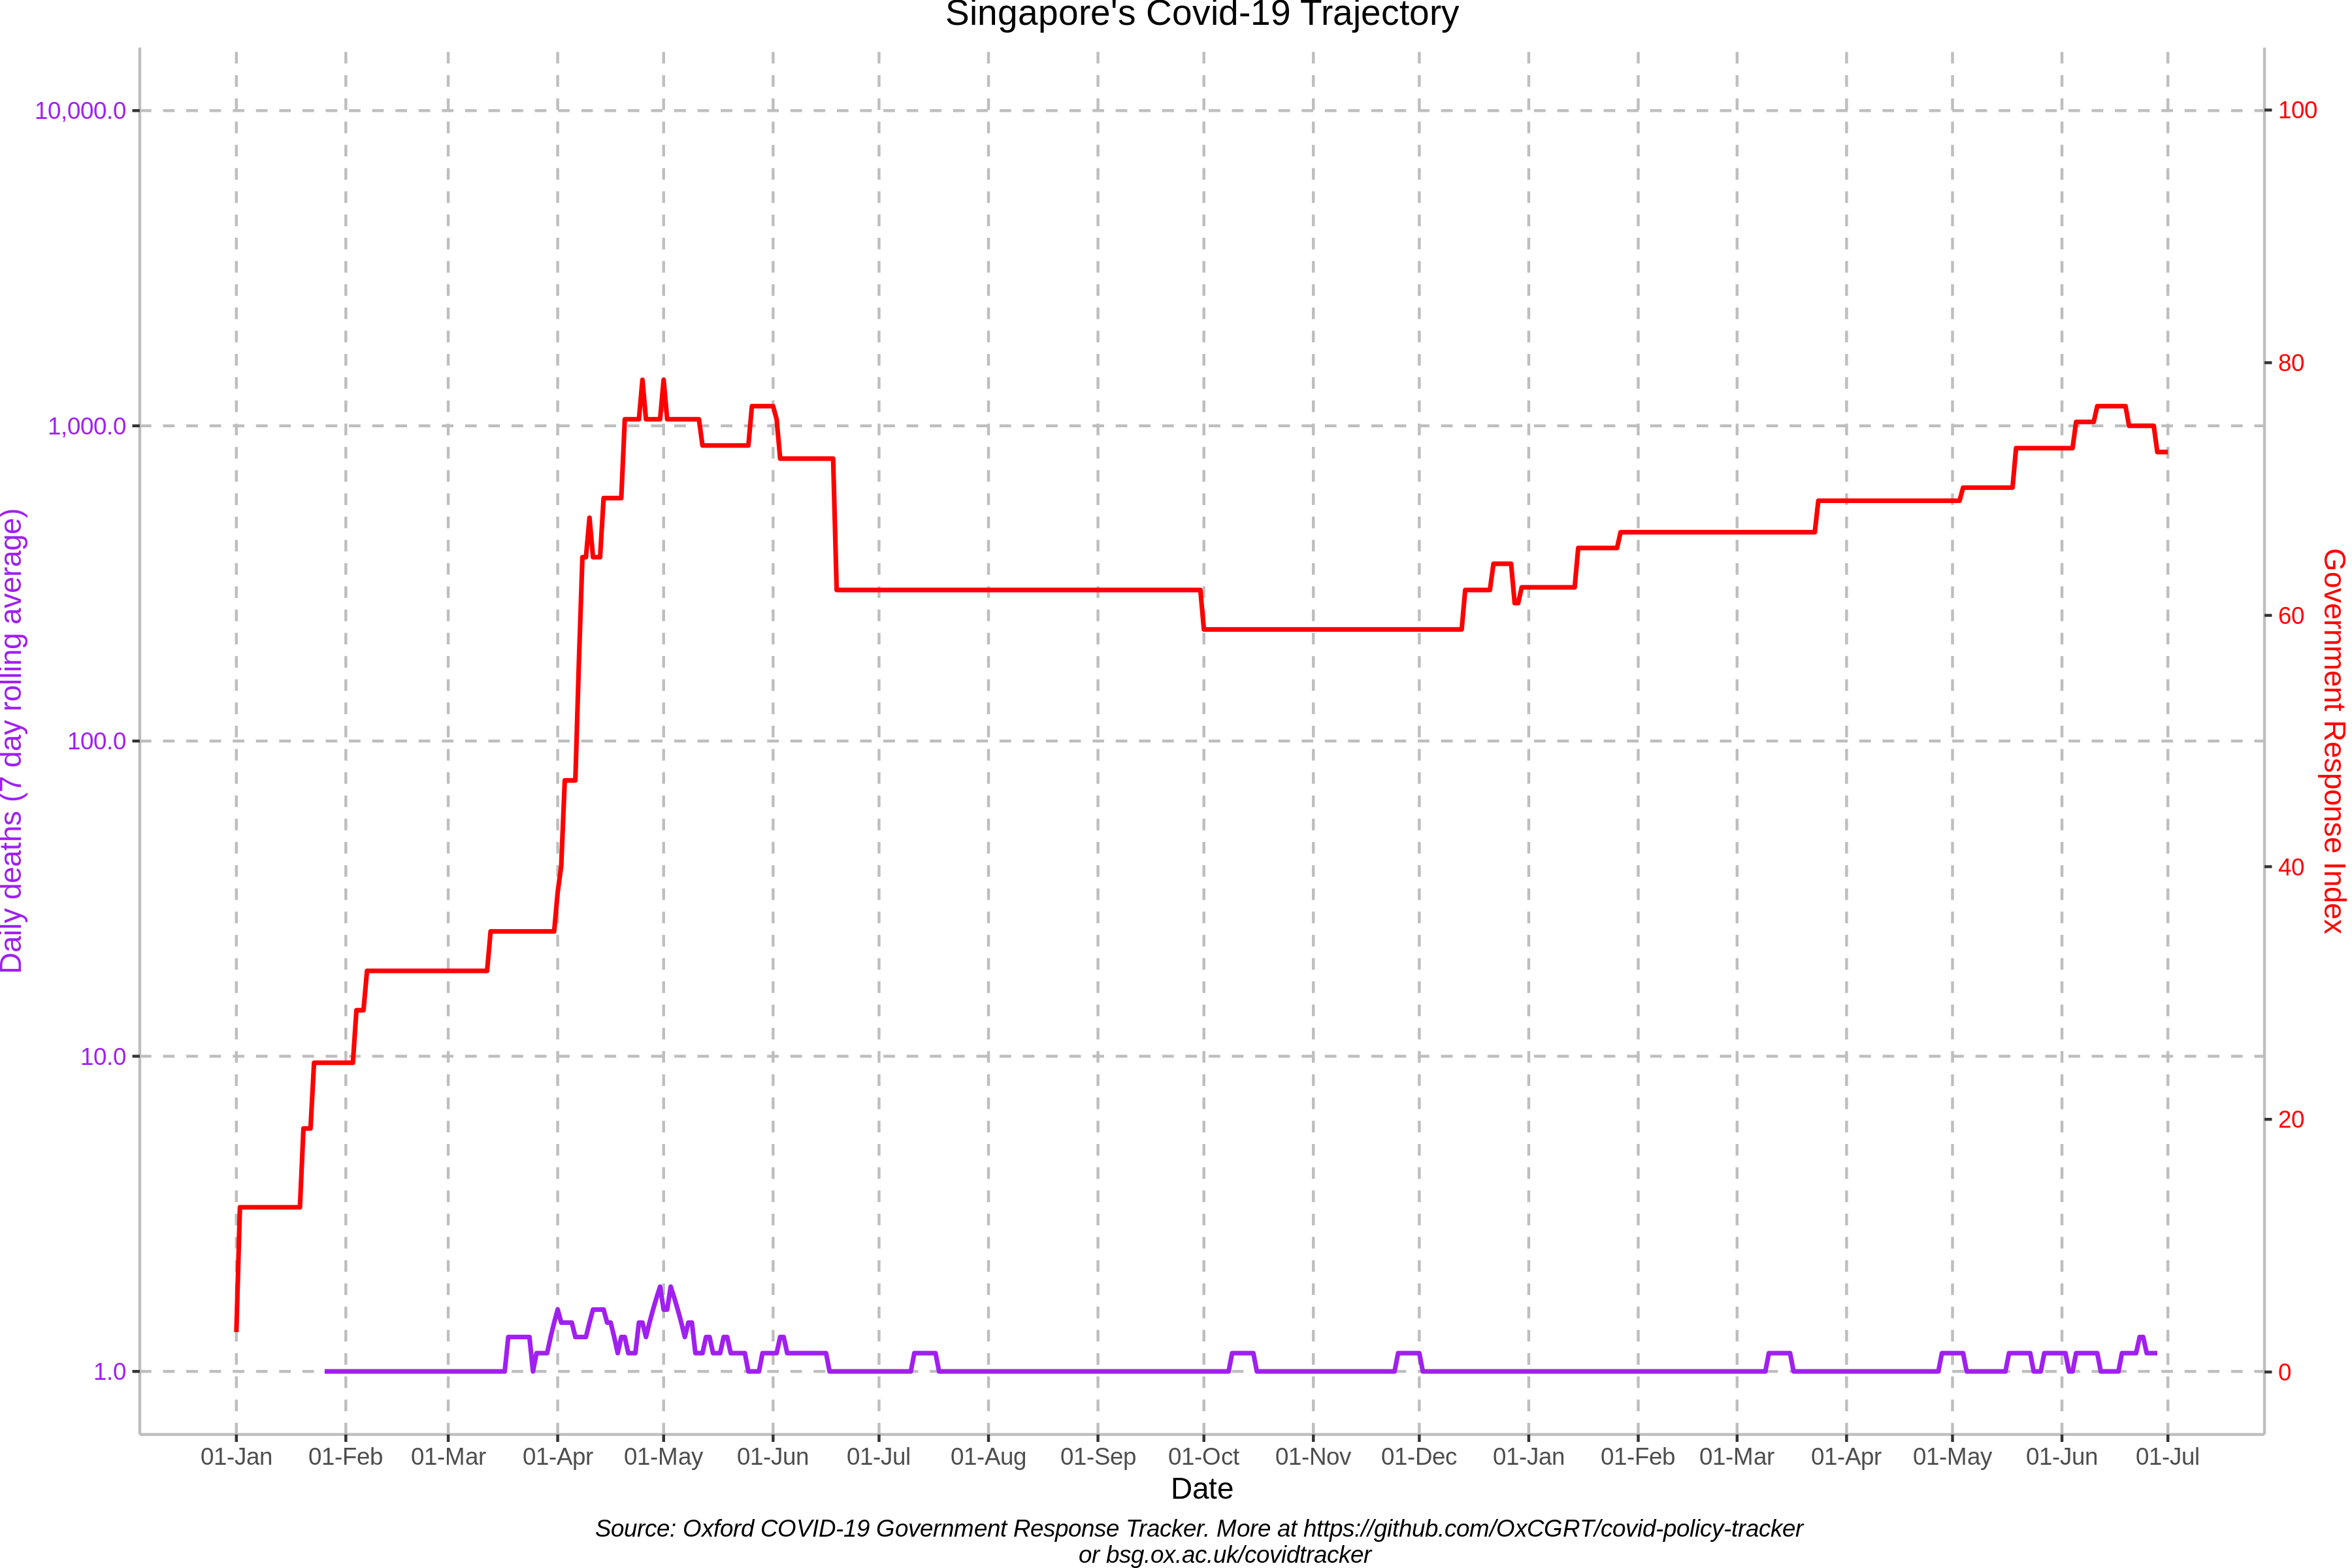 Singapore's Covid-19 Trajectory
10,000.0
1,000.0
100.0
10.0
1.0
Daily deaths (7 day rolling average)
100
80
60
40
20
0
Government Response Index
01-Jan 01-Feb 01-Mar 01-Apr 01-May 01-Jun 01-Jul 01-Aug 01-Sep 01-Oct 01-Nov 01-Dec 01-Jan 01-Feb 01-Mar 01-Apr 01-May 01-Jun 01-Jul
Date
Source: Oxford COVID-19 Government Response Tracker. More at https://github.com/OxCGRT/covid-policy-tracker
or bsg.ox.ac.uk/covidtracker